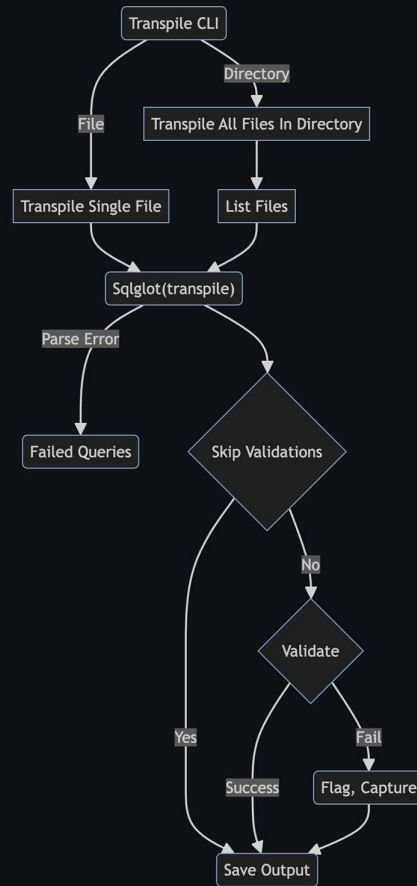 Transpile CLI
Directory
File
Transpile All Files In Directory
Transpile Single File
List Files
Sqlglot(transpile)
Parse Error
Failed Queries
Skip Validations
No
Validate
Yes
Fail
Success
Flag, Capture
Save Output